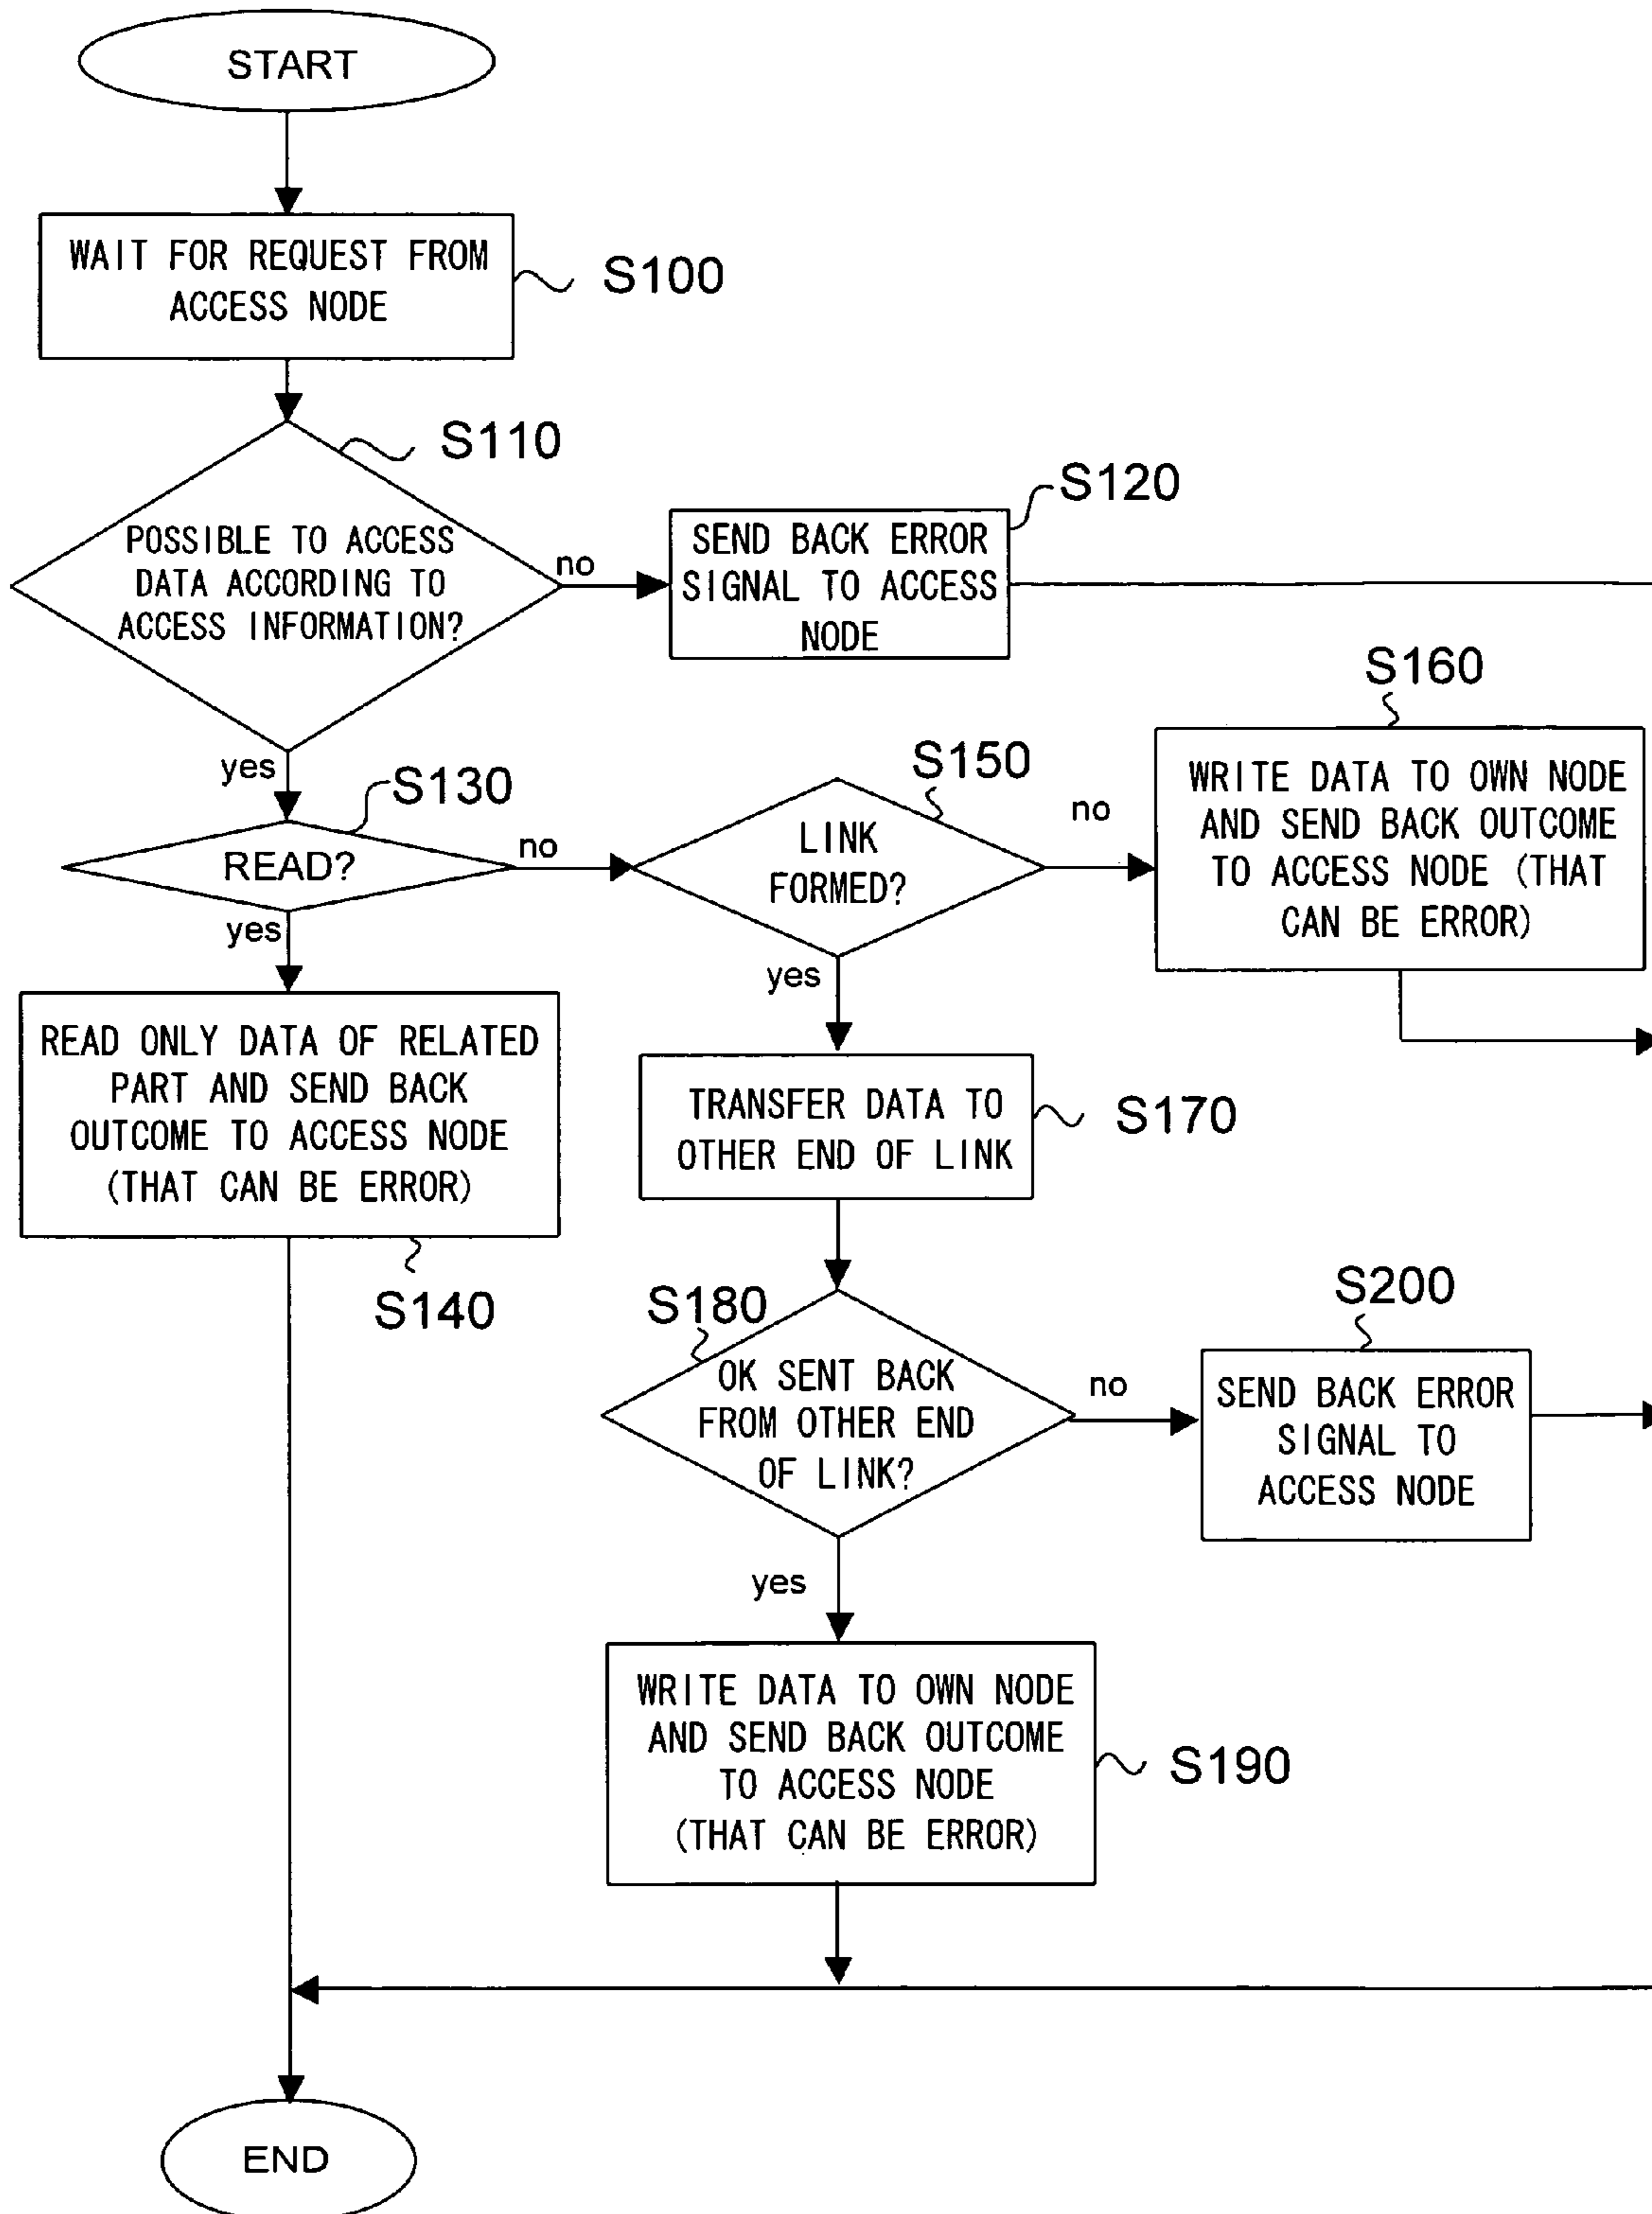 START
WAIT FOR REQUEST FROM
ACCESS NODE
S100
S110
POSSIBLE TO ACCESS
DATA ACCORDING TO
ACCESS INFORMATION?
no
S120
SEND BACK ERROR
SIGNAL TO ACCESS
NODE
yes
S130
READ?
no
S150
LINK
FORMED?
no
S160
WRITE DATA TO OWN NODE
AND SEND BACK OUTCOME
TO ACCESS NODE (THAT
CAN BE ERROR)
yes
READ ONLY DATA OF RELATED
PART AND SEND BACK
OUTCOME TO ACCESS NODE
(THAT CAN BE ERROR)
S140
yes
TRANSFER DATA TO
OTHER END OF LINK
S170
S180
OK SENT BACK
FROM OTHER END
OF LINK?
no
S200
SEND BACK ERROR
SIGNAL TO
ACCESS NODE
yes
WRITE DATA TO OWN NODE
AND SEND BACK OUTCOME
TO ACCESS NODE
(THAT CAN BE ERROR)
S190
END